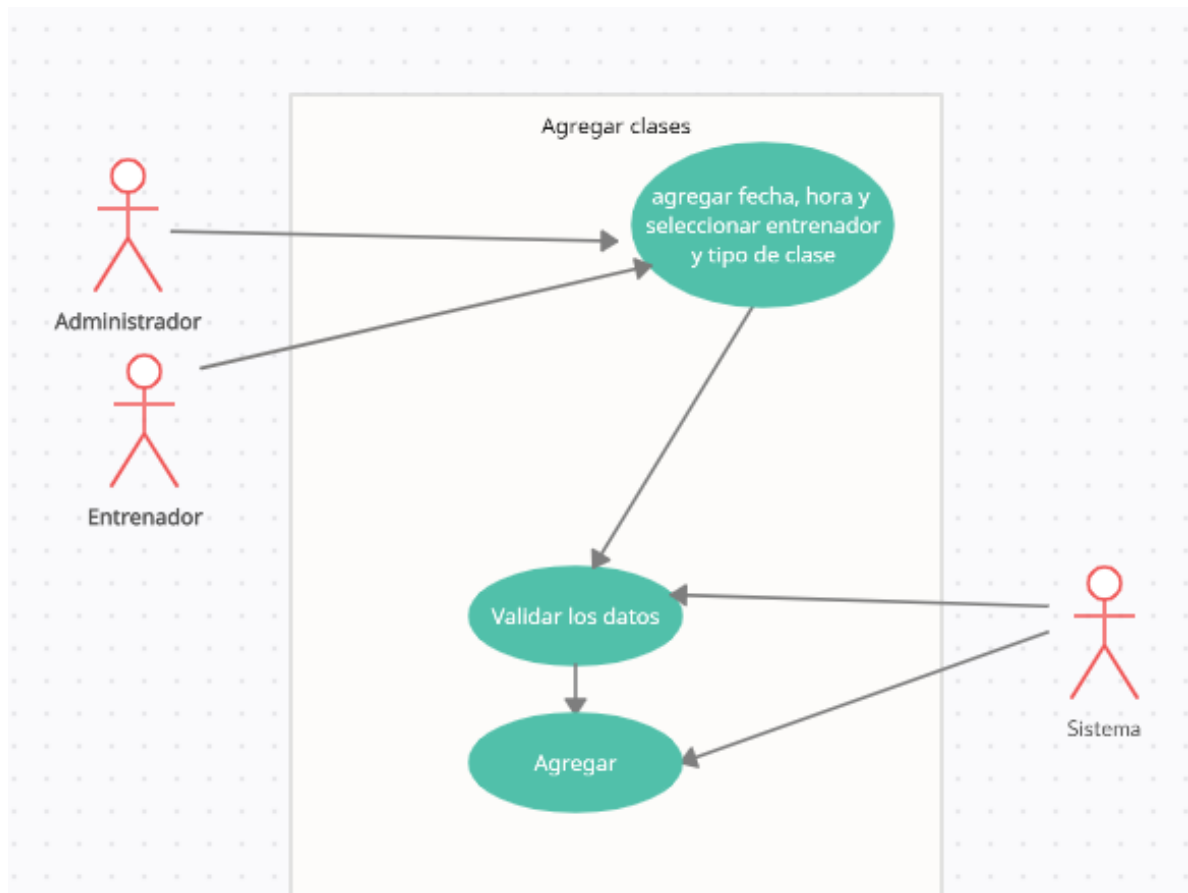 Agregar clases
agregar fecha, hora y
seleccionar entrenador
y tipo de clase
Administrador
Entrenador
Validar los datos
Sistema
Agregar